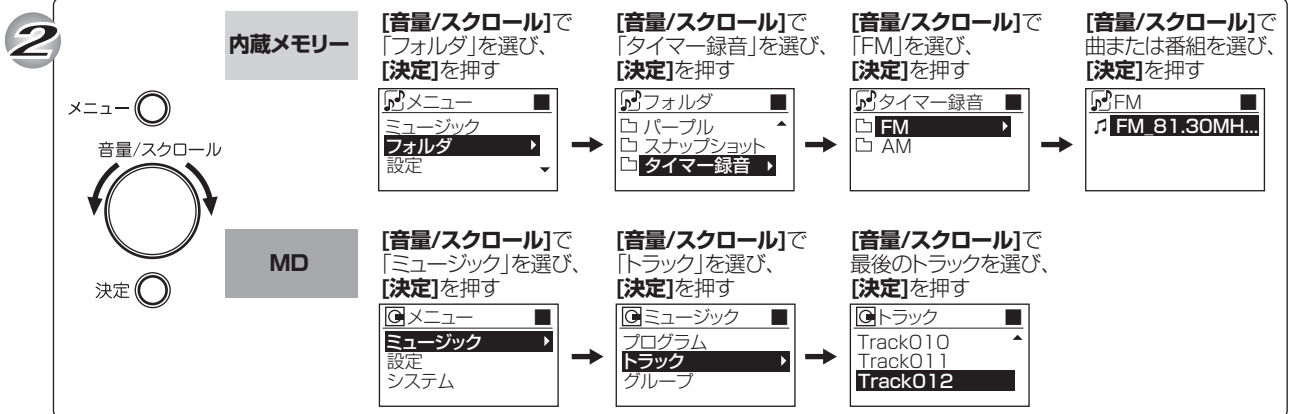 2
メニュー
音量/スクロール
決定
内蔵メモリー
[音量/スクロール]で
「フォルダ」を選び、
[決定]を押す
メニュー
ミュージック
フォルダ
設定
[音量/スクロール]で
「タイマー録音」を選び、
[決定]を押す
フォルダ
パープル
スナップショット
タイマー録音
[音量/スクロール]で
「FM」を選び、
[決定]を押す
タイマー録音
FM
AM
[音量/スクロール]で
曲または番組を選び、
[決定]を押す
FM
FM_81.30MH...
MD
[音量/スクロール]で
「ミュージック」を選び、
[決定]を押す
メニュー
ミュージック
設定
システム
[音量/スクロール]で
「トラック」を選び、
[決定]を押す
ミュージック
プログラム
トラック
グループ
[音量/スクロール]で
最後のトラックを選び、
[決定]を押す
トラック
Track010
Track011
Track012